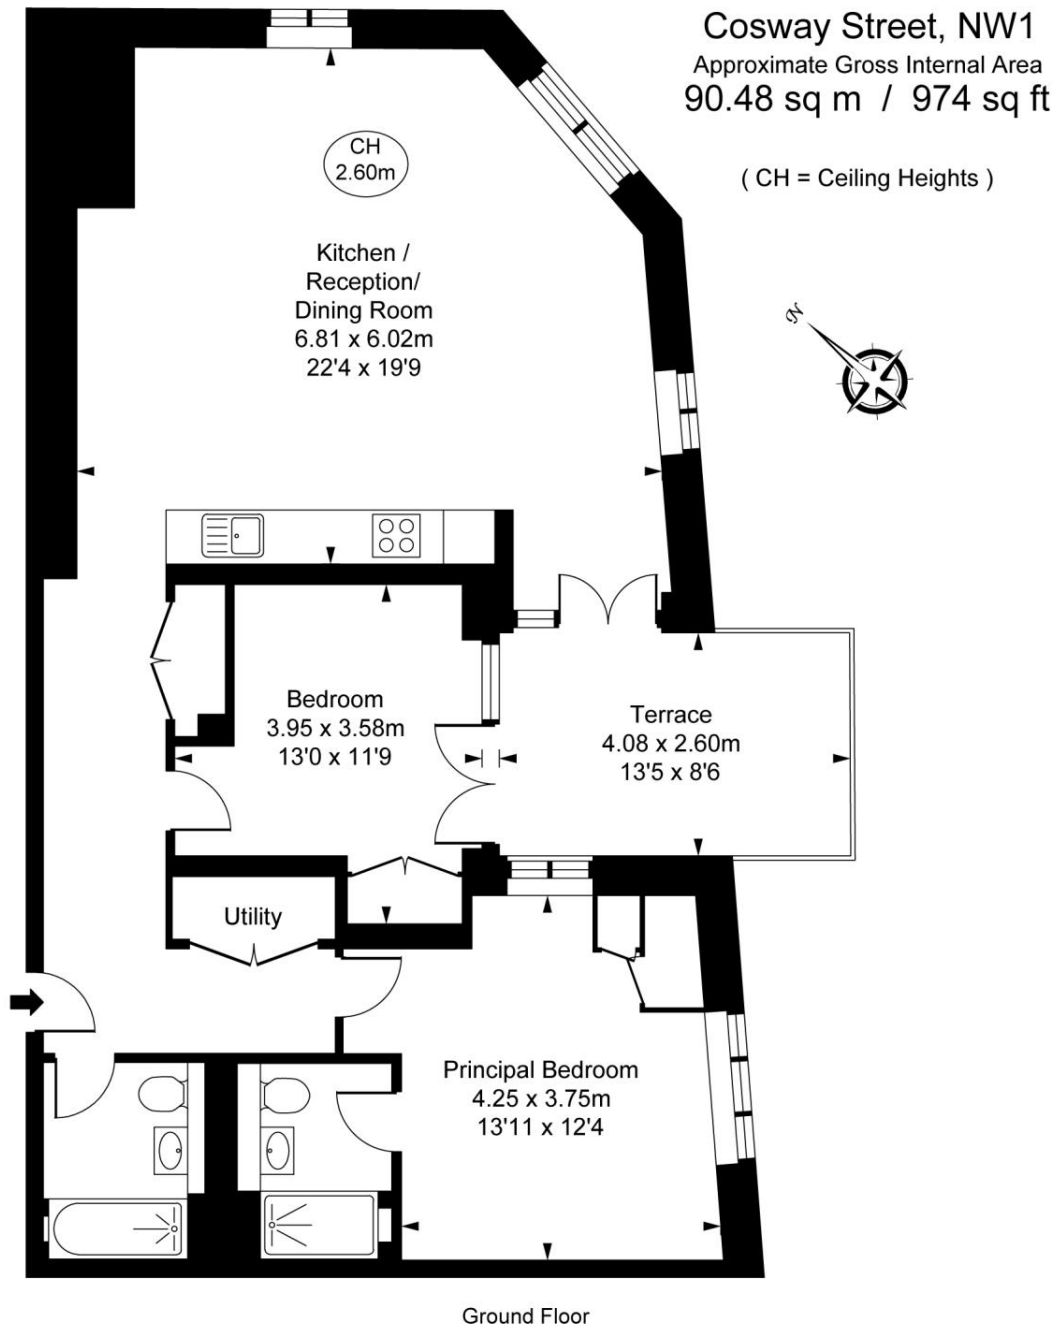 Cosway Street, NW1
Approximate Gross Internal Area
90.48 sq m / 974 sq ft
( CH = Ceiling Heights )
CH
2.60m
Kitchen /
Reception/
Dining Room
6.81 x 6.02m
22'4 x 19'9
N
Bedroom
3.95 x 3.58m
13'0 x 11'9
Terrace
4.08 x 2.60m
13'5 x 8'6
Utility
Principal Bedroom
4.25 x 3.75m
13'11 x 12'4
Ground Floor